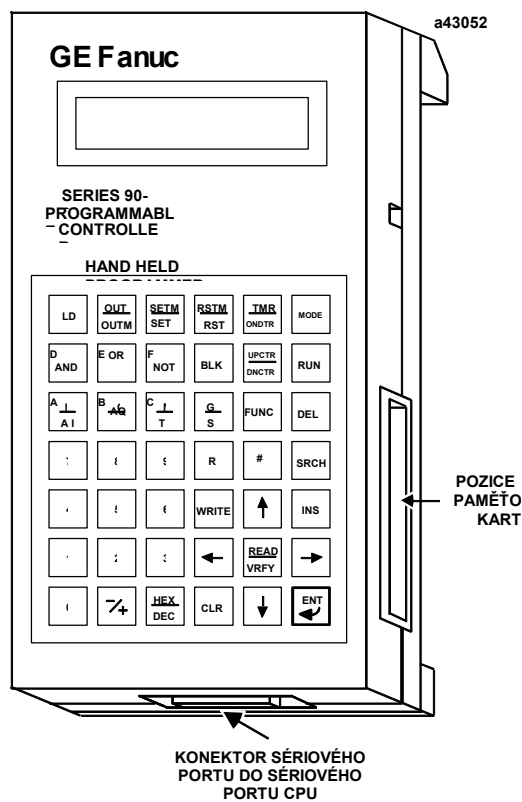 a43052
GE Fanuc
SERIES 90-
PROGRAMMABL
CONTROLLE
HAND HELD
PROGRAMMER
LD
OUT
OUTM
SETM
SET
RSTM
RST
TMR
ONDTR
MODE
D
AND
E OR
F
NOT
BLK
UPCTR
DNCTR
RUN
A I
A I
B
AQ
C
T
G
S
FUNC
DEL
R
#
SRCH
WRITE
INS
READ
VRFY
-/+
HEX
DEC
CLR
ENT
POZICE
PAMĚŤO
KART
KONEKTOR SÉRIOVÉHO
PORTU DO SÉRIOVÉHO
PORTU CPU